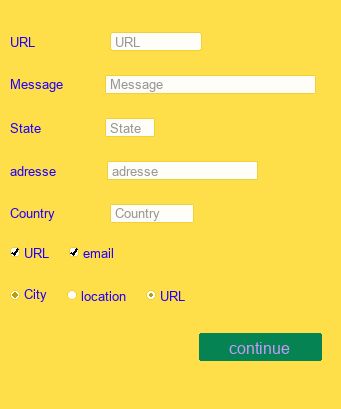 URL URL
Message Message
State State
adresse adresse
Country Country
URL email
City location URL
continue